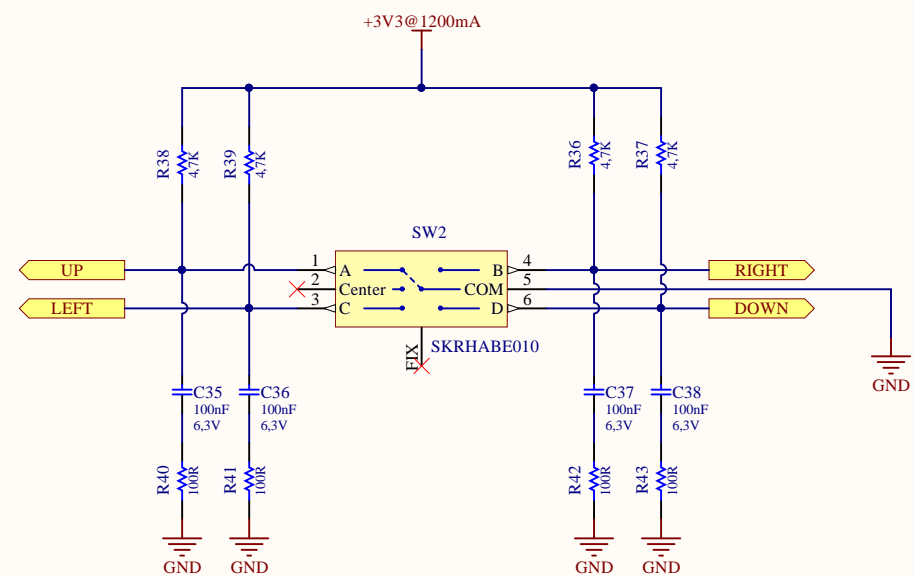 +3V3@1200mA
R38
4,7K
R39
4,7K
R36
4,7K
R37
4,7K
SW2
UP
1
A
B
4
RIGHT
2
Center
COM
5
LEFT
3
C
D
6
DOWN
FIX
SKRHABE010
GND
C35
100nF
6,3V
C36
100nF
6,3V
C37
100nF
6,3V
C38
100nF
6,3V
R40
100R
R41
100R
R42
100R
R43
100R
GND
GND
GND
GND